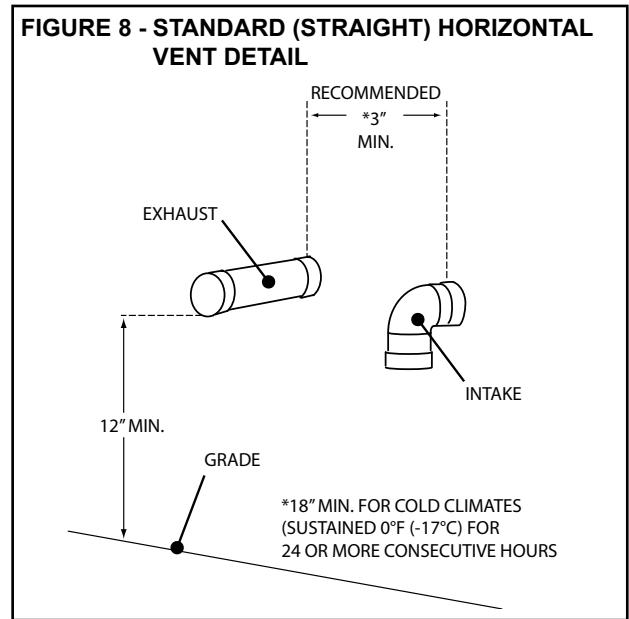 FIGURE 8 - STANDARD (STRAIGHT) HORIZONTAL
VENT DETAIL
RECOMMENDED
*3"
MIN.
EXHAUST
INTAKE
12" MIN.
GRADE
*18" MIN. FOR COLD CLIMATES
(SUSTAINED 0°F (-17°C) FOR
24 OR MORE CONSECUTIVE HOURS